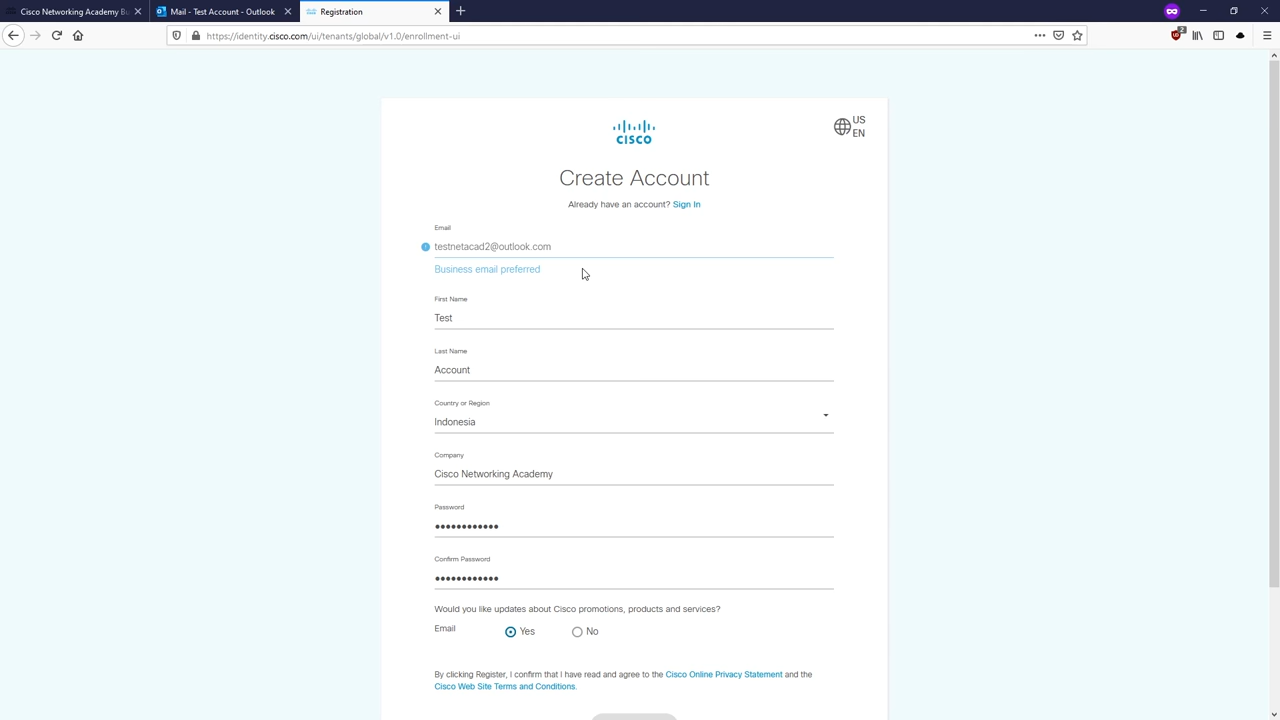 Cisco Networking Academy Bu
Mail - Test Account - Outlook
Registration
https://identity.cisco.com/ui/tenants/global/v1.0/enrollment-ui
2
CISCO
US
EN
Create Account
Already have an account? Sign In
Email
testnetacad2@outlook.com
Business email preferred
First Name
Test
Last Name
Account
Country or Region
Indonesia
Company
Cisco Networking Academy
Password
••••••••••••
Confirm Password
••••••••••••
Would you like updates about Cisco promotions, products and services?
Email
Yes
No
By clicking Register, I confirm that I have read and agree to the Cisco Online Privacy Statement and the
Cisco Web Site Terms and Conditions.